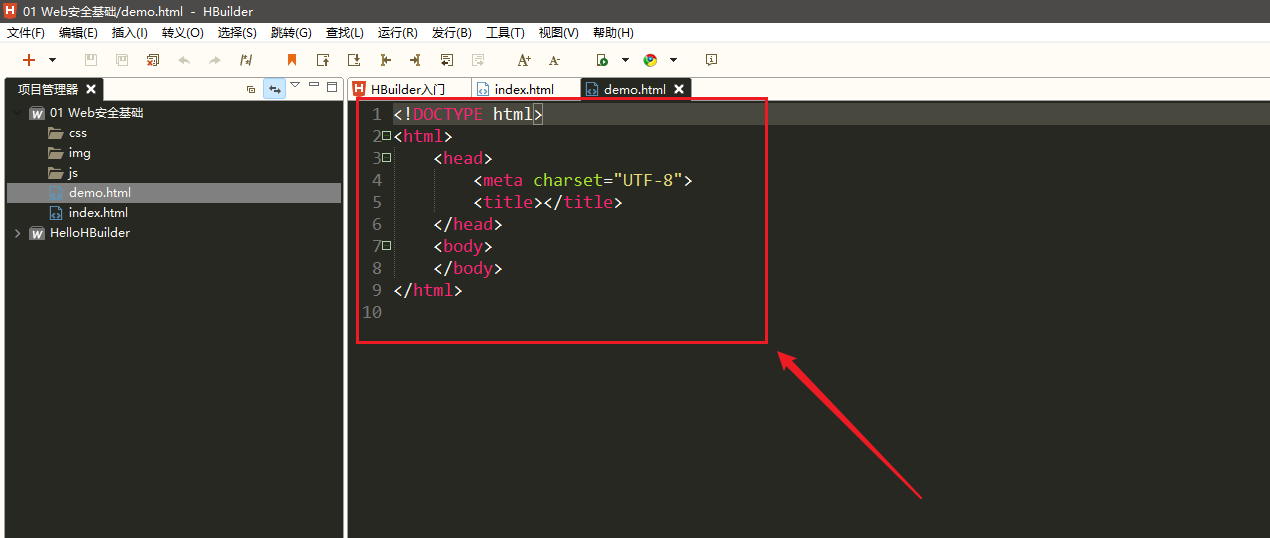 01 Web安全基础/demo.html - HBuilder
文件(F) 编辑(E) 插入(I) 转义(O) 选择(S) 跳转(G) 查找(L) 运行(R) 发行(B) 工具(T) 视图(V) 帮助(H)
项目管理器
01 Web安全基础
css
img
js
demo.html
index.html
HelloHBuilder
HBuilder入门 index.html demo.html
1 <!DOCTYPE html>
2 <html>
3 <head>
4 <meta charset="UTF-8">
5 <title></title>
6 </head>
7 <body>
8 </body>
9 </html>
10